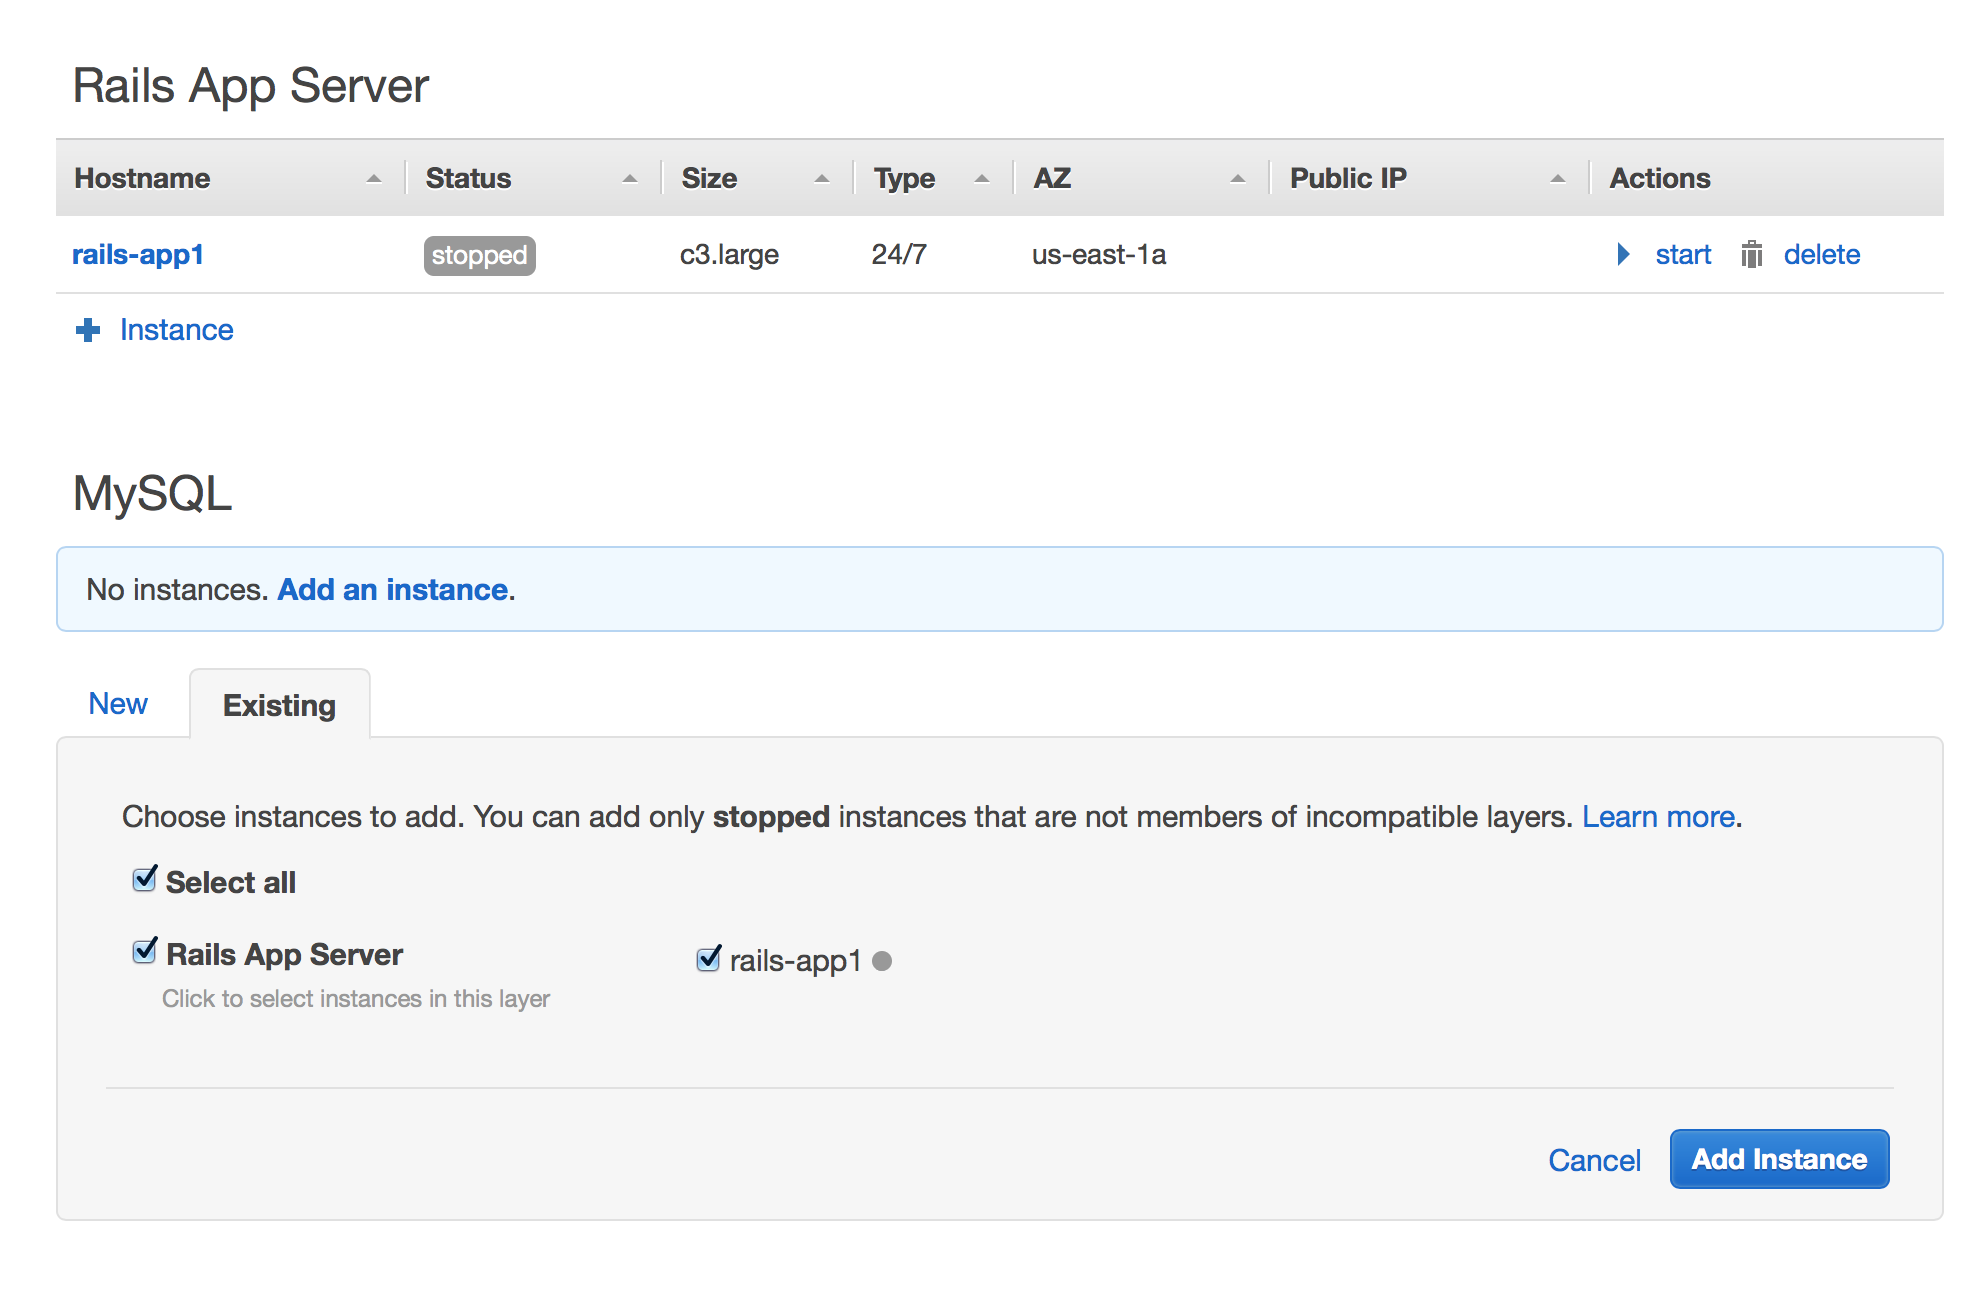 Rails App Server
Hostname Status Size Type AZ Public IP Actions
rails-app1 stopped c3.large 24/7 us-east-1a start delete
Instance
MySQL
No instances. Add an instance.
New Existing
Choose instances to add. You can add only stopped instances that are not members of incompatible layers. Learn more.
Select all
Rails App Server rails-app1
Click to select instances in this layer
Cancel Add Instance